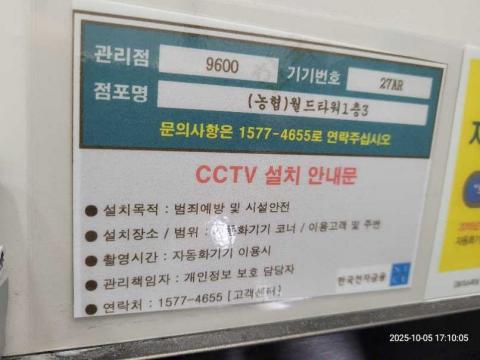 관리점 9600 기기번호 27AR
점포명 (농협)월드타워1층3
문의사항은 1577-4655로 연락주십시오
CCTV 설치 안내문
● 설치목적 : 범죄예방 및 시설안전
● 설치장소 / 범위 : 자동화기기 코너 / 이용고객 및 주변
● 촬영시간 : 자동화기기 이용시
● 관리책임자 : 개인정보 보호 담당자
● 연락처 : 1577-4655 [고객센터]
한국전자금융
NICE
2025-10-05 17:10:05